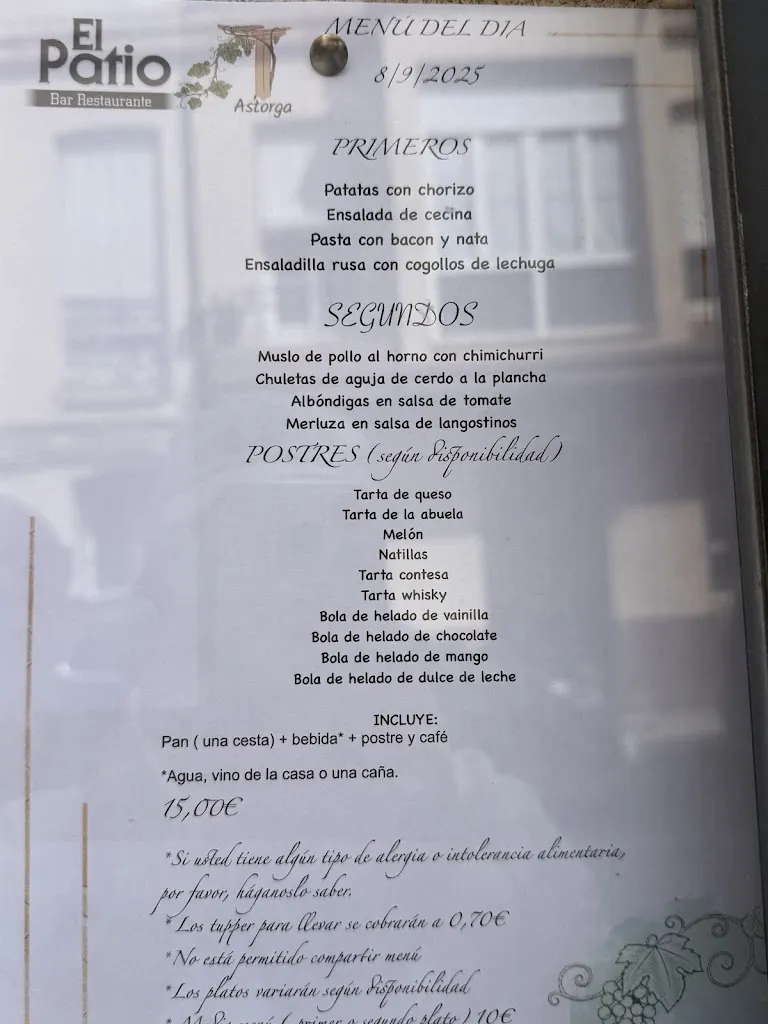 El
Patio
Bar Restaurante
Astorga
MENÚ DEL DIA
8/9/2025
PRIMEROS
Patatas con chorizo
Ensalada de cecina
Pasta con bacon y nata
Ensaladilla rusa con cogollos de lechuga
SEGUNDOS
Muslo de pollo al horno con chimichurri
Chuletas de aguja de cerdo a la plancha
Albóndigas en salsa de tomate
Merluza en salsa de langostinos
POSTRES (según disponibilidad)
Tarta de queso
Tarta de la abuela
Melón
Natillas
Tarta contesa
Tarta whisky
Bola de helado de vainilla
Bola de helado de chocolate
Bola de helado de mango
Bola de helado de dulce de leche
INCLUYE:
Pan ( una cesta) + bebida* + postre y café
*Agua, vino de la casa o una caña.
15,00€
*Si usted tiene algún tipo de alergia o intolerancia alimentaria,
por favor, háganoslo saber.
* Los tupper para llevar se cobrarán a 0,70€
*No está permitido compartir menú
*Los platos variarán según disponibilidad
* Medio menú ( primer o segundo plato ) 10€